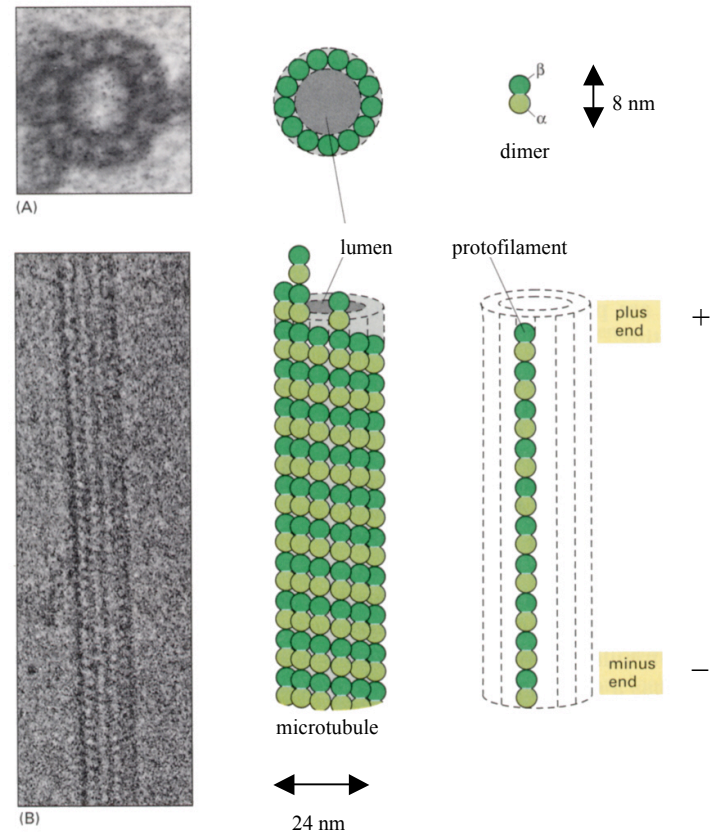 β
α
8 nm
dimer
(A)
lumen
protofilament
plus
end
+
minus
end
–
microtubule
24 nm
(B)